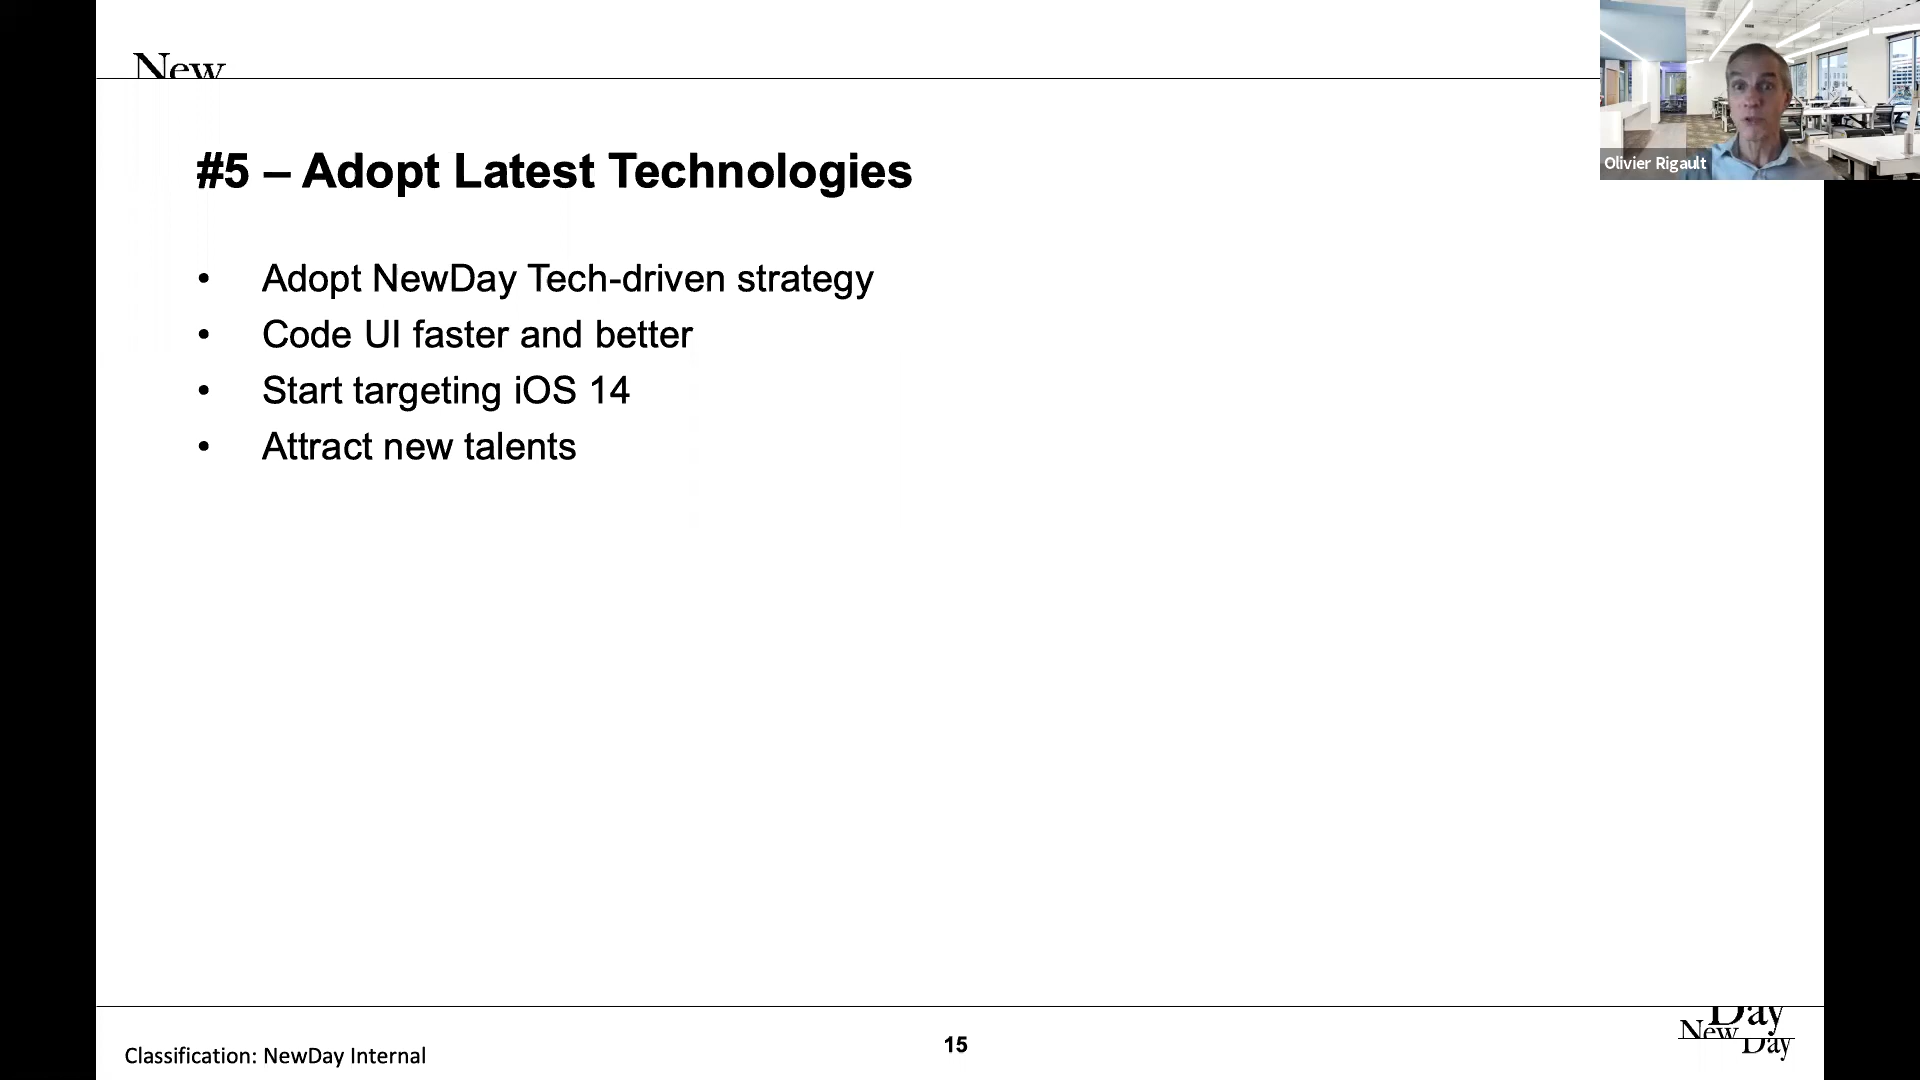 New
Olivier Rigault
#5 – Adopt Latest Technologies
• Adopt NewDay Tech-driven strategy
• Code UI faster and better
• Start targeting iOS 14
• Attract new talents
Day
New
Day
15
Classification: NewDay Internal